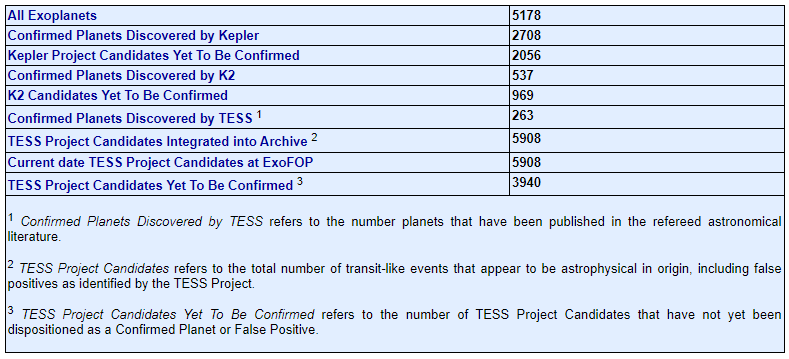 All Exoplanets 5178
Confirmed Planets Discovered by Kepler 2708
Kepler Project Candidates Yet To Be Confirmed 2056
Confirmed Planets Discovered by K2 537
K2 Candidates Yet To Be Confirmed 969
Confirmed Planets Discovered by TESS 1 263
TESS Project Candidates Integrated into Archive 2 5908
Current date TESS Project Candidates at ExoFOP 5908
TESS Project Candidates Yet To Be Confirmed 3 3940
1 Confirmed Planets Discovered by TESS refers to the number planets that have been published in the refereed astronomical
literature.
2 TESS Project Candidates refers to the total number of transit-like events that appear to be astrophysical in origin, including false
positives as identified by the TESS Project.
3 TESS Project Candidates Yet To Be Confirmed refers to the number of TESS Project Candidates that have not yet been
dispositioned as a Confirmed Planet or False Positive.